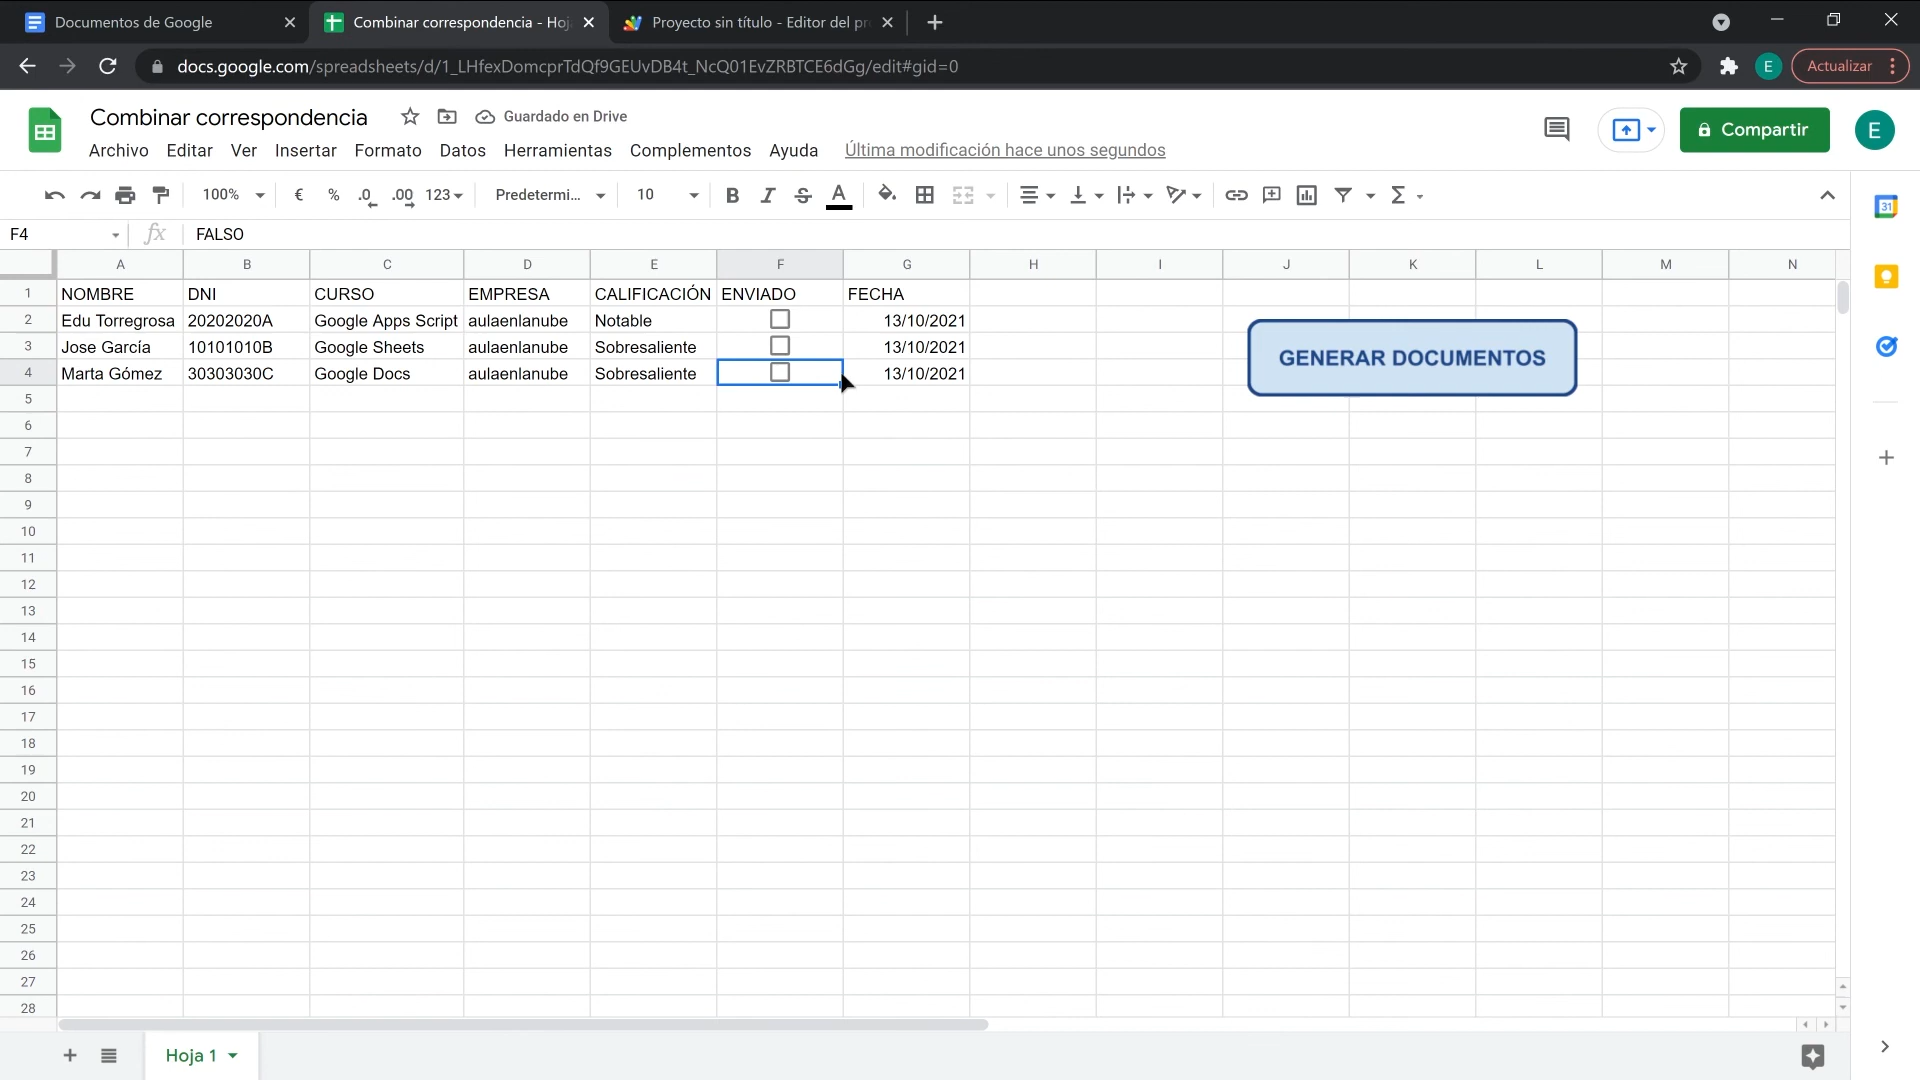 Documentos de Google
Combinar correspondencia - Hoj
Proyecto sin título - Editor del pr
docs.google.com/spreadsheets/d/1_LHfexDomcprTdQf9GEUvDB4t_NcQ01EvZRBTCE6dGg/edit#gid=0
E
Actualizar
Combinar correspondencia
Guardado en Drive
Compartir
E
Archivo Editar Ver Insertar Formato Datos Herramientas Complementos Ayuda Última modificación hace unos segundos
100% € % .0 .00 123 Predetermi... 10 B I S A Σ
31
F4 fx FALSO
A B C D E F G H I J K L M N
1 NOMBRE DNI CURSO EMPRESA CALIFICACIÓN ENVIADO FECHA
2 Edu Torregrosa 20202020A Google Apps Script aulaenlanube Notable 13/10/2021
3 Jose García 10101010B Google Sheets aulaenlanube Sobresaliente 13/10/2021
4 Marta Gómez 30303030C Google Docs aulaenlanube Sobresaliente 13/10/2021
GENERAR DOCUMENTOS
5
6
7
8
9
10
11
12
13
14
15
16
17
18
19
20
21
22
23
24
25
26
27
28
Hoja 1